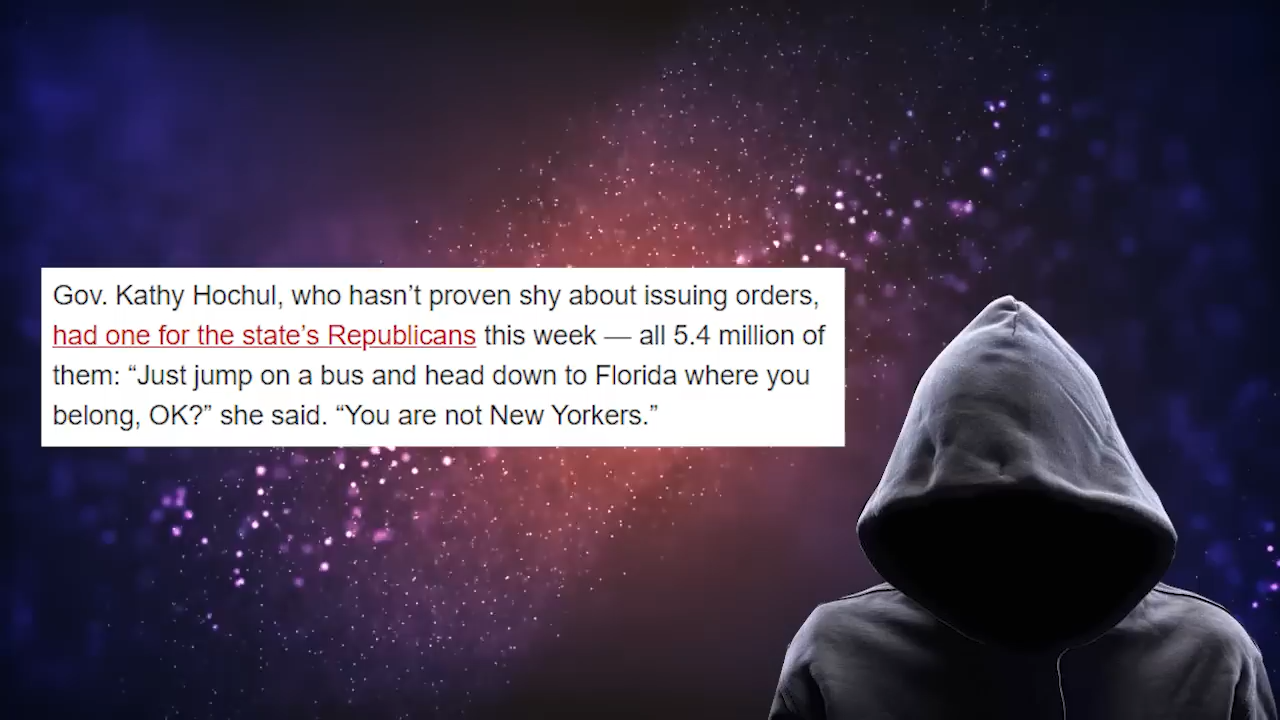 Gov. Kathy Hochul, who hasn’t proven shy about issuing orders,
had one for the state’s Republicans this week — all 5.4 million of
them: “Just jump on a bus and head down to Florida where you
belong, OK?” she said. “You are not New Yorkers.”